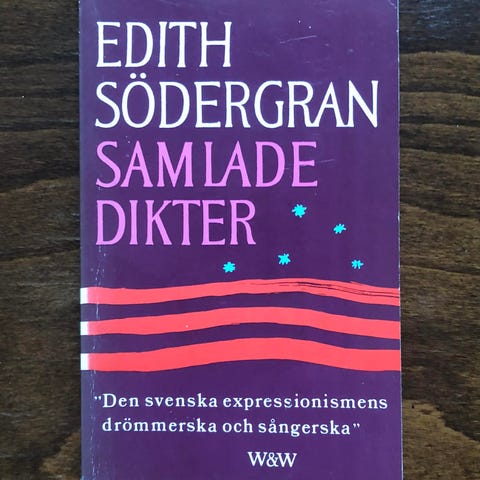 EDITH
SÖDERGRAN
SAMLADE
DIKTER
”Den svenska expressionismens
drömmerska och sångerska”
W&W